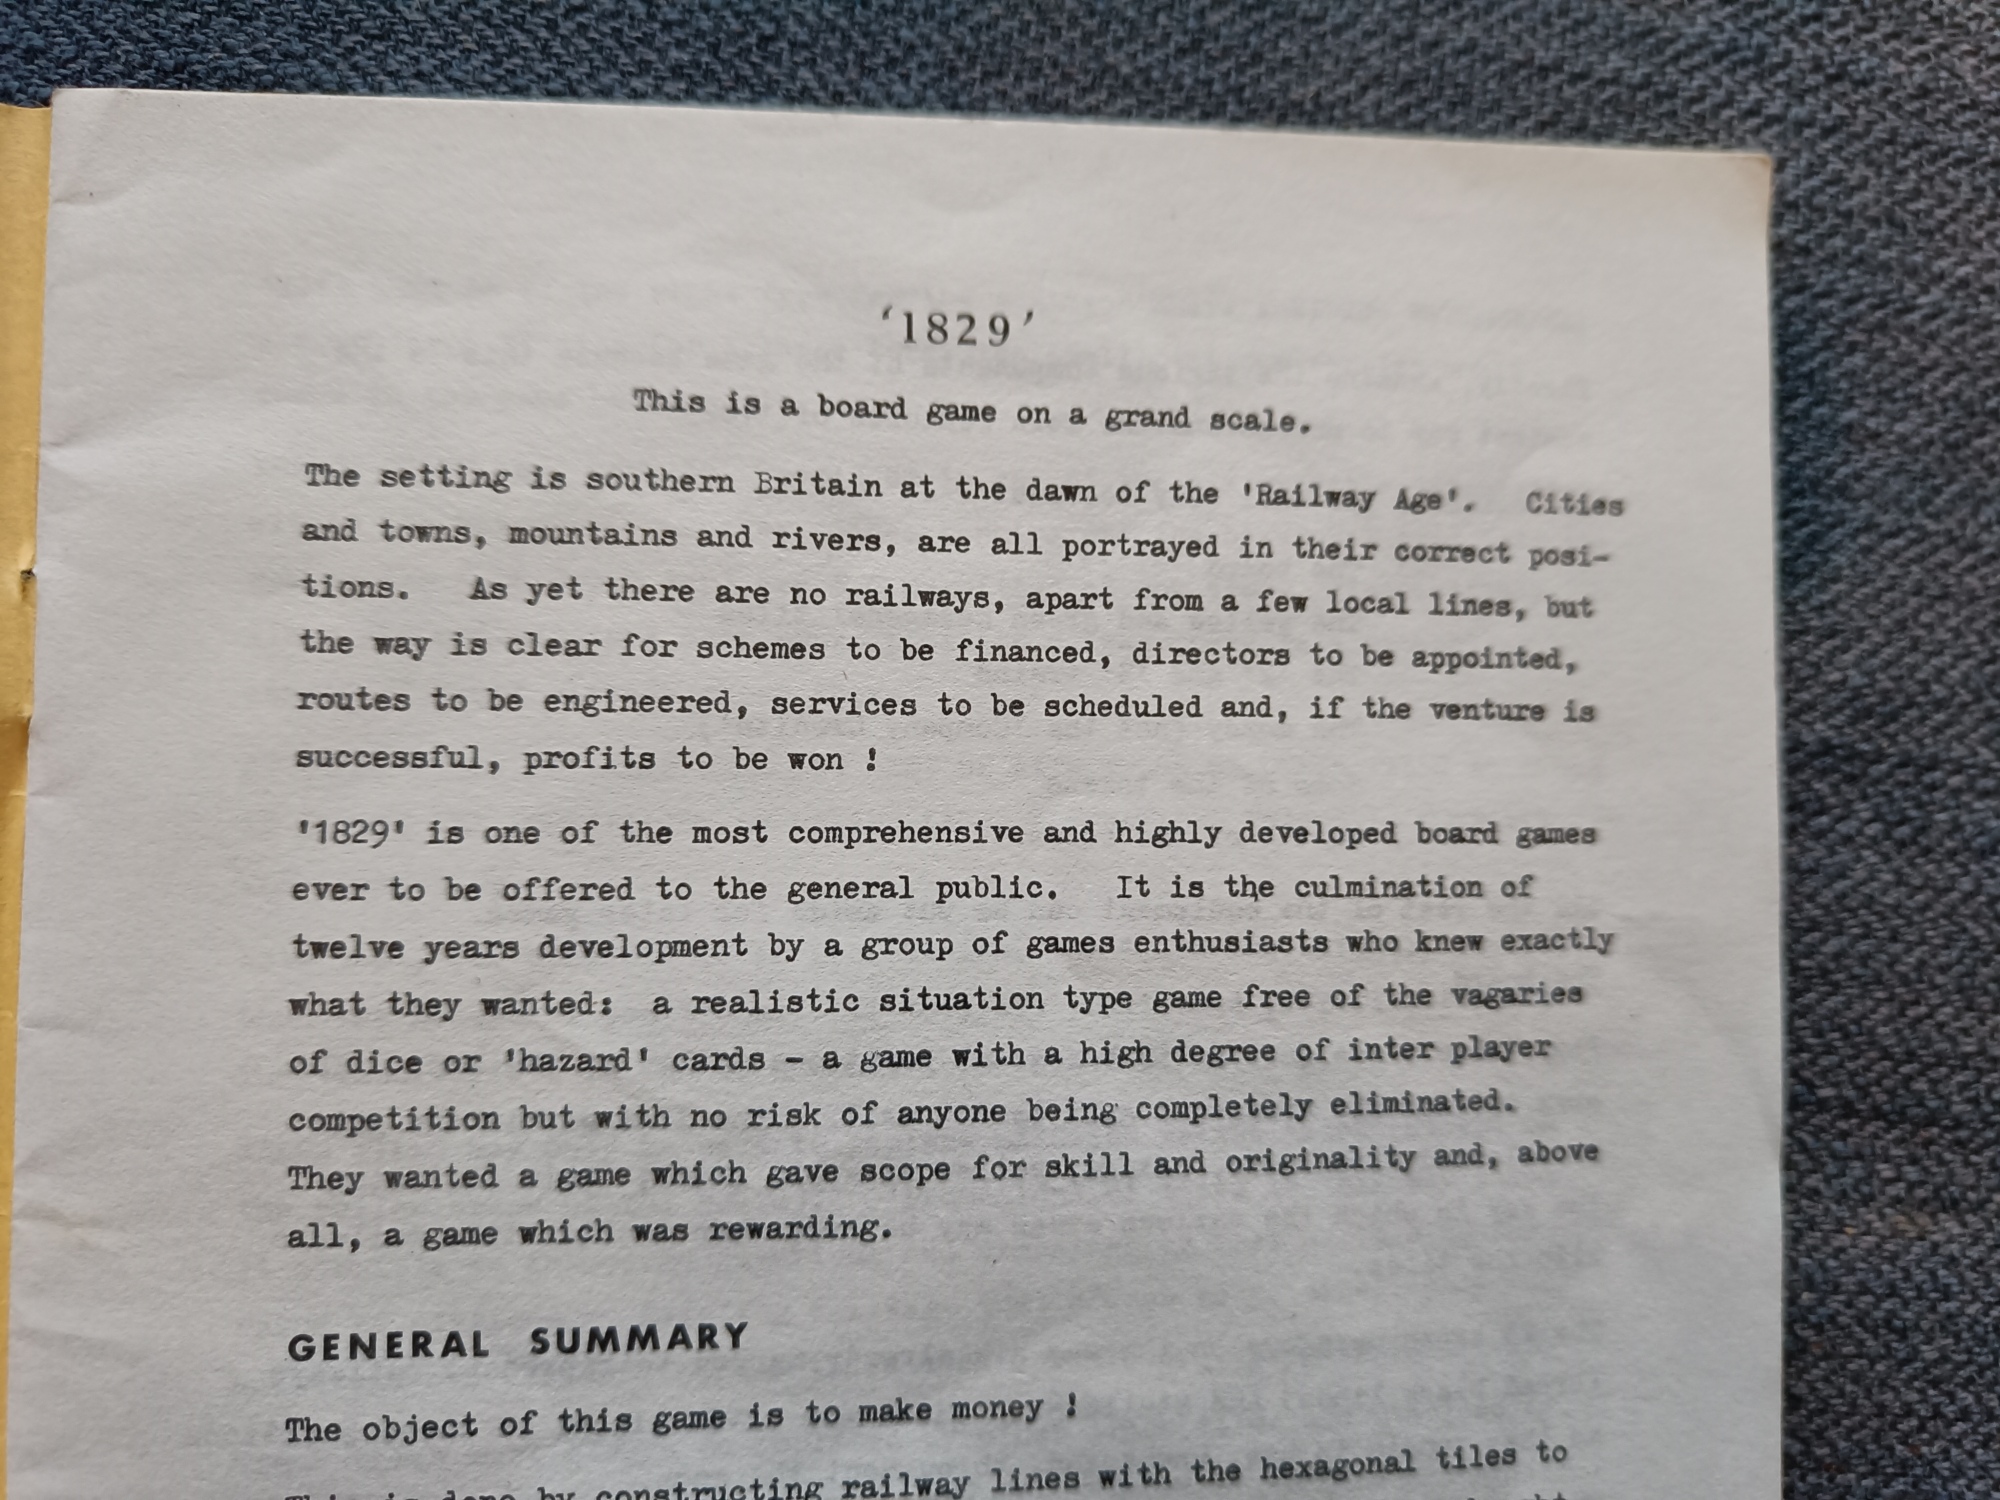 ‘1829’
This is a board game on a grand scale.
The setting is southern Britain at the dawn of the 'Railway Age'. Cities
and towns, mountains and rivers, are all portrayed in their correct posi-
tions. As yet there are no railways, apart from a few local lines, but
the way is clear for schemes to be financed, directors to be appointed,
routes to be engineered, services to be scheduled and, if the venture is
successful, profits to be won !
'1829' is one of the most comprehensive and highly developed board games
ever to be offered to the general public. It is the culmination of
twelve years development by a group of games enthusiasts who knew exactly
what they wanted: a realistic situation type game free of the vagaries
of dice or 'hazard' cards - a game with a high degree of inter player
competition but with no risk of anyone being completely eliminated.
They wanted a game which gave scope for skill and originality and, above
all, a game which was rewarding.
GENERAL SUMMARY
The object of this game is to make money !
This is done by constructing railway lines with the hexagonal tiles to